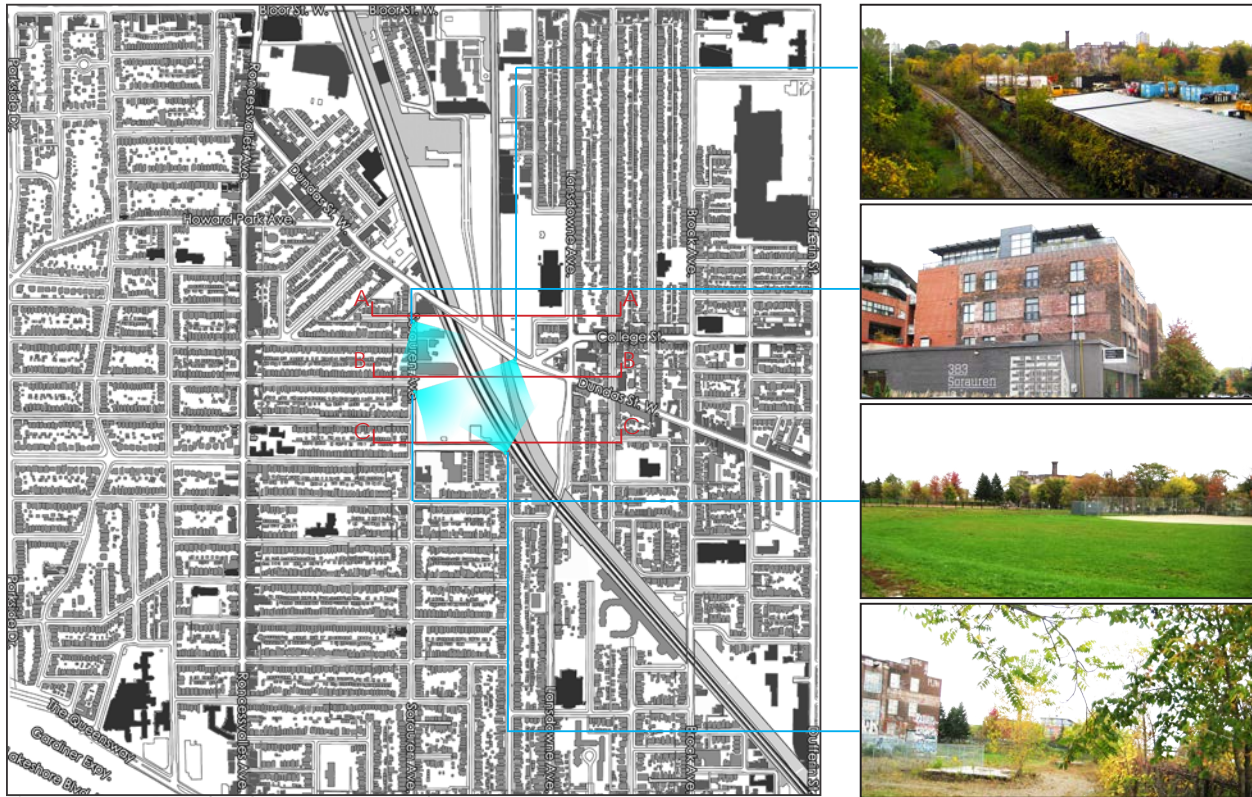 Bloor St. W.
Bloor St. W.
Parkside Dr.
Roncesvalles Ave.
Dundas St. W.
Howard Park Ave.
Lansdowne Ave.
Brock Ave.
Dufferin St.
A
A
Sorauren Ave.
College St.
B
B
Dundas St. W.
C
C
383
Sorauren
Parkside Dr.
Roncesvalles Ave.
Sorauren Ave.
Lansdowne Ave.
Brock Ave.
Dufferin St.
The Queensway
Gardiner Expy.